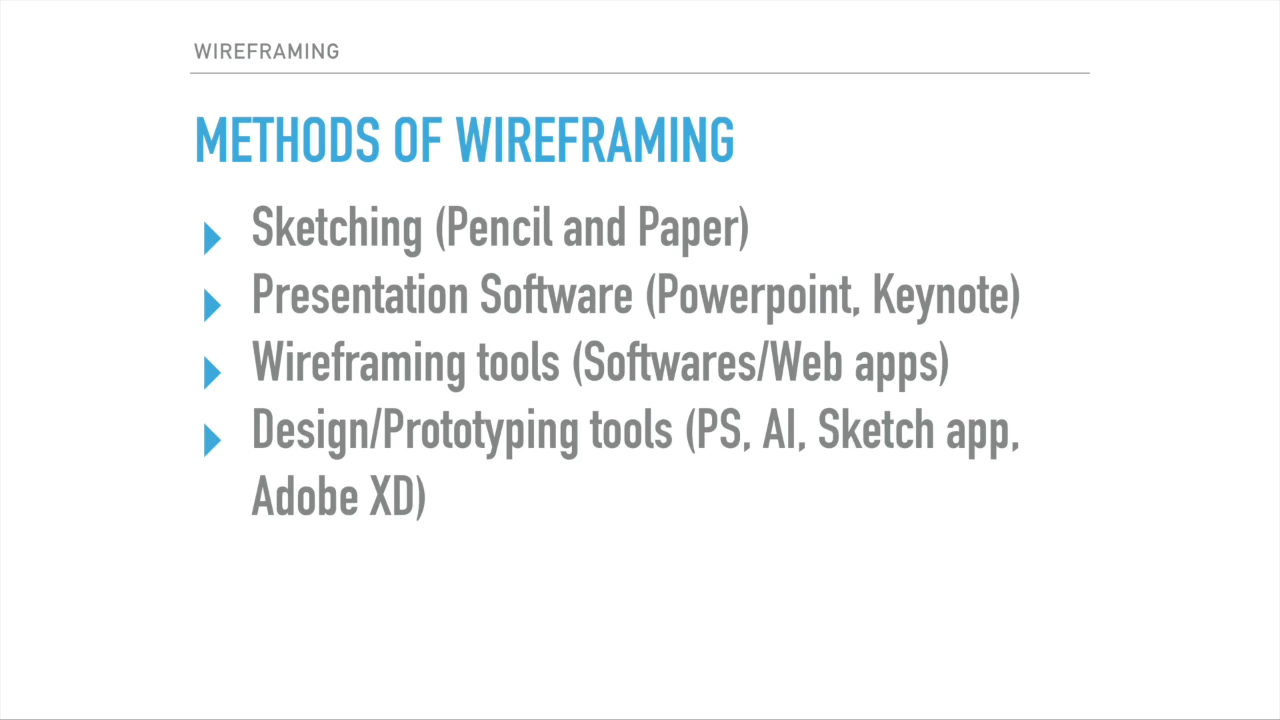 WIREFRAMING
METHODS OF WIREFRAMING
Sketching (Pencil and Paper)
Presentation Software (Powerpoint, Keynote)
Wireframing tools (Softwares/Web apps)
Design/Prototyping tools (PS, AI, Sketch app,
Adobe XD)